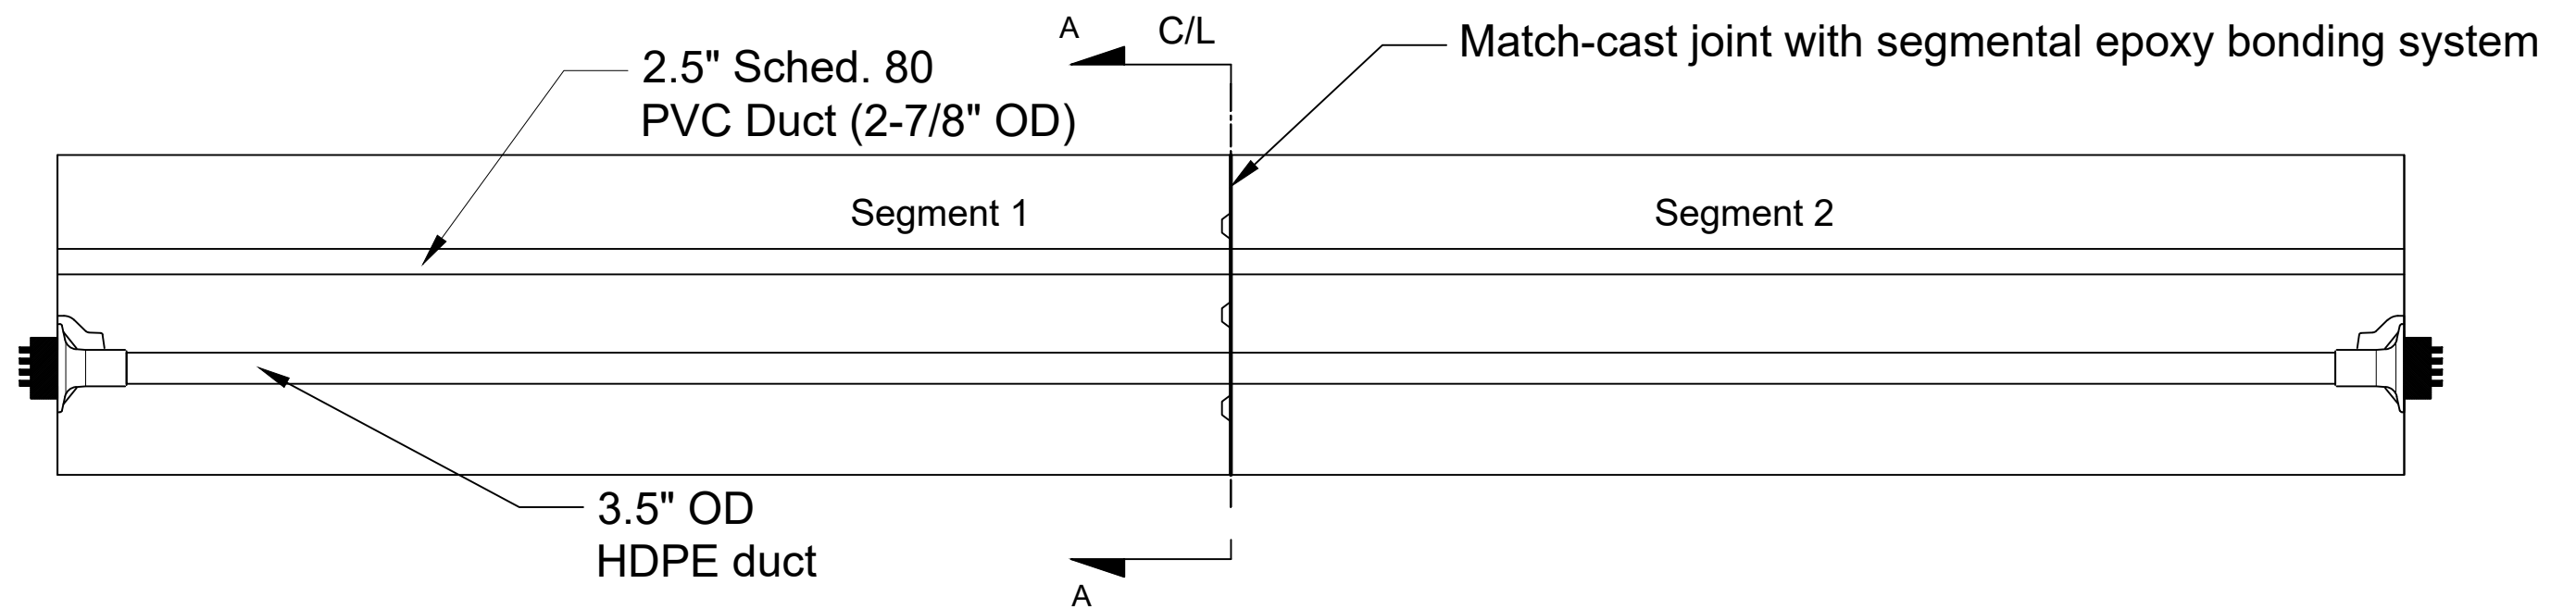 A
C/L
Match-cast joint with segmental epoxy bonding system
2.5" Sched. 80
PVC Duct (2-7/8" OD)
Segment 1
Segment 2
3.5" OD
HDPE duct
A